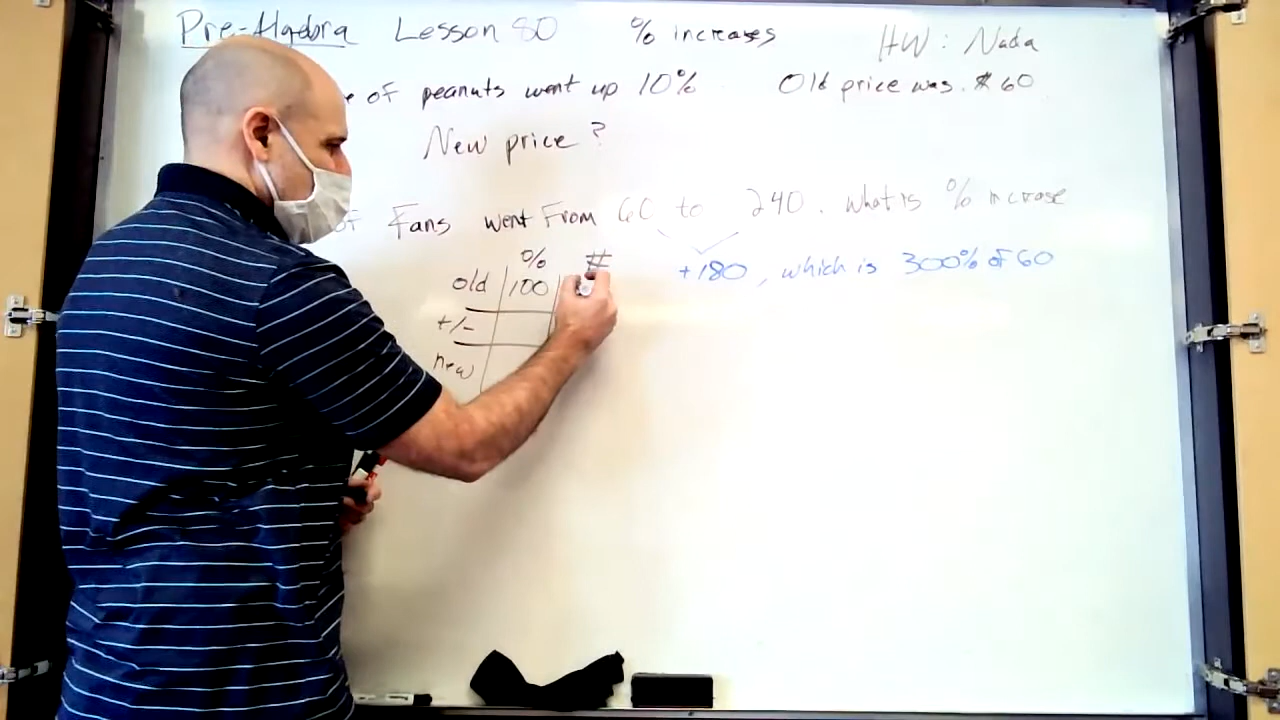 Pre-Algebra Lesson 80 % increases HW: Nada
of peanuts went up 10% Old price was $60
New price?
of Fans went From 60 to 240. What is % increase
+180, which is 300% of 60
% #
old 100
+/-
new